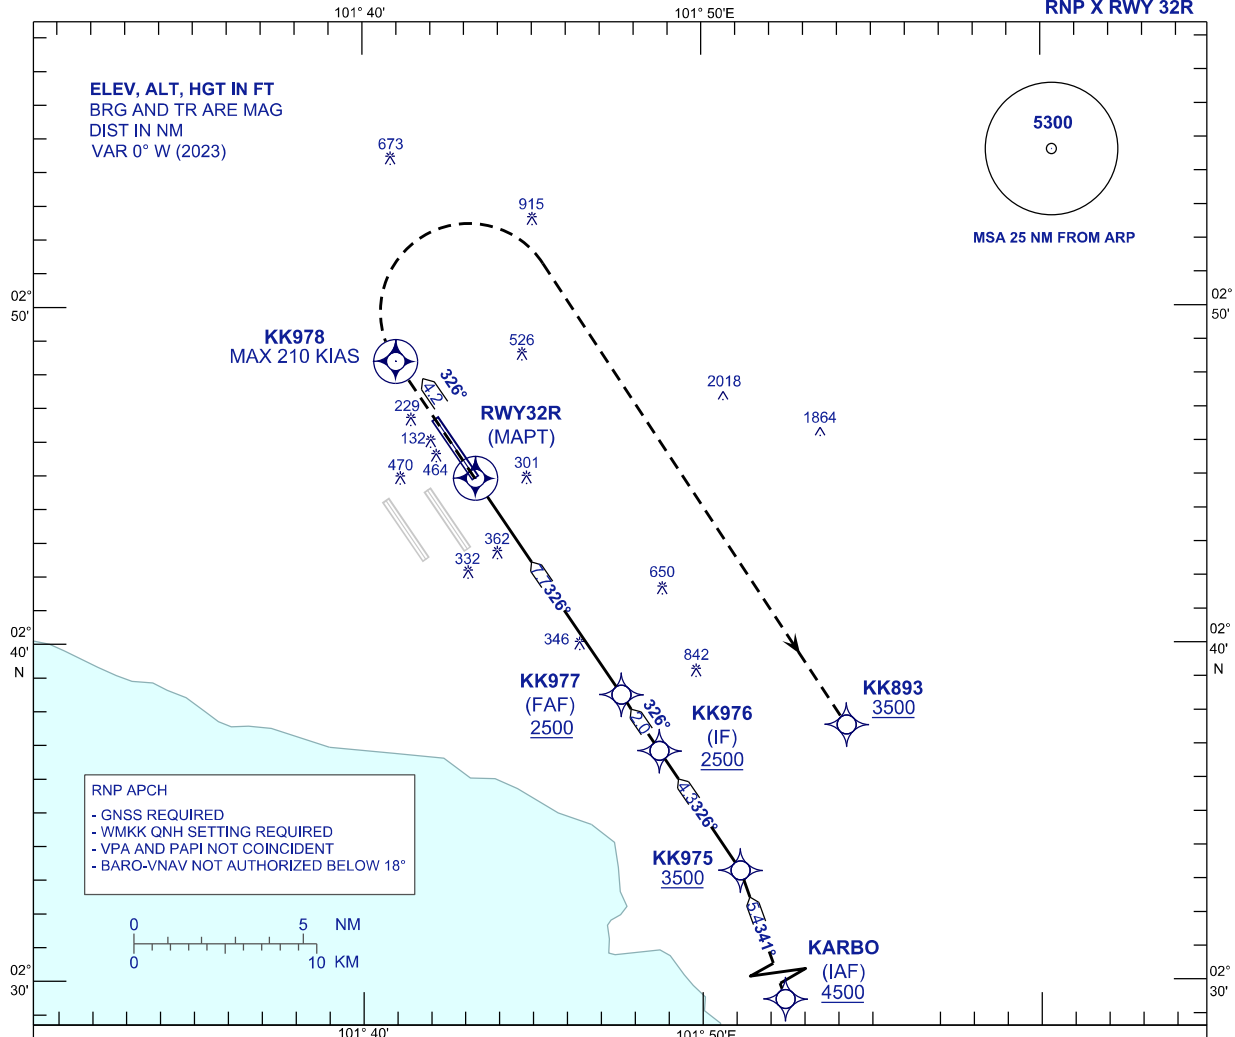 RNP X RWY 32R
101° 40'
101° 50'E
ELEV, ALT, HGT IN FT
BRG AND TR ARE MAG
DIST IN NM
VAR 0° W (2023)
5300
MSA 25 NM FROM ARP
673
915
02°
50'
02°
50'
KK978
MAX 210 KIAS
526
2018
1864
326°
4.2
229
132
464
470
RWY32R
(MAPT)
301
362
332
7.7
326°
650
346
842
02°
40'
N
02°
40'
N
KK977
(FAF)
2500
326°
2.0
KK976
(IF)
2500
KK893
3500
4.3
326°
KK975
3500
5.4
341°
KARBO
(IAF)
4500
RNP APCH
- GNSS REQUIRED
- WMKK QNH SETTING REQUIRED
- VPA AND PAPI NOT COINCIDENT
- BARO-VNAV NOT AUTHORIZED BELOW 18°
0 5 NM
0 10 KM
02°
30'
02°
30'
101° 40'
101° 50'E